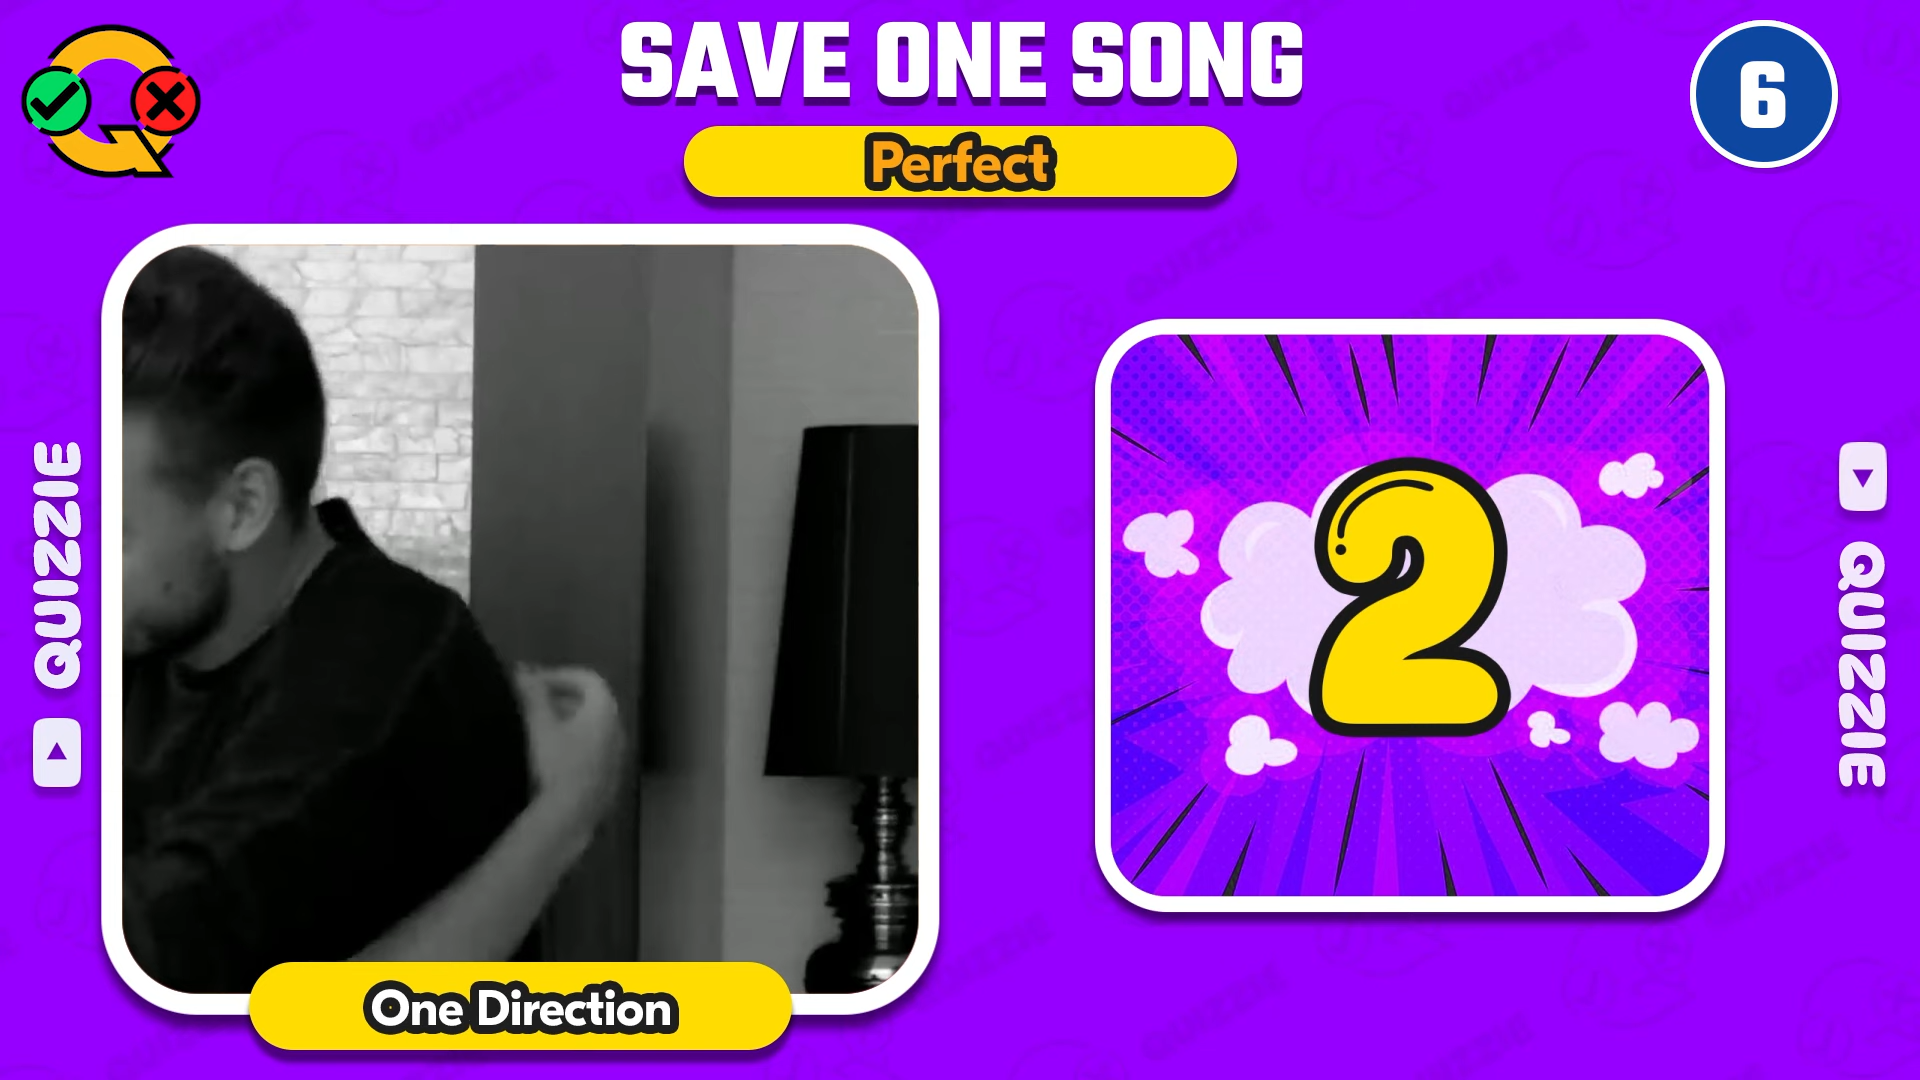 SAVE ONE SONG
6
Perfect
QUIZZIE
2
QUIZZIE
One Direction